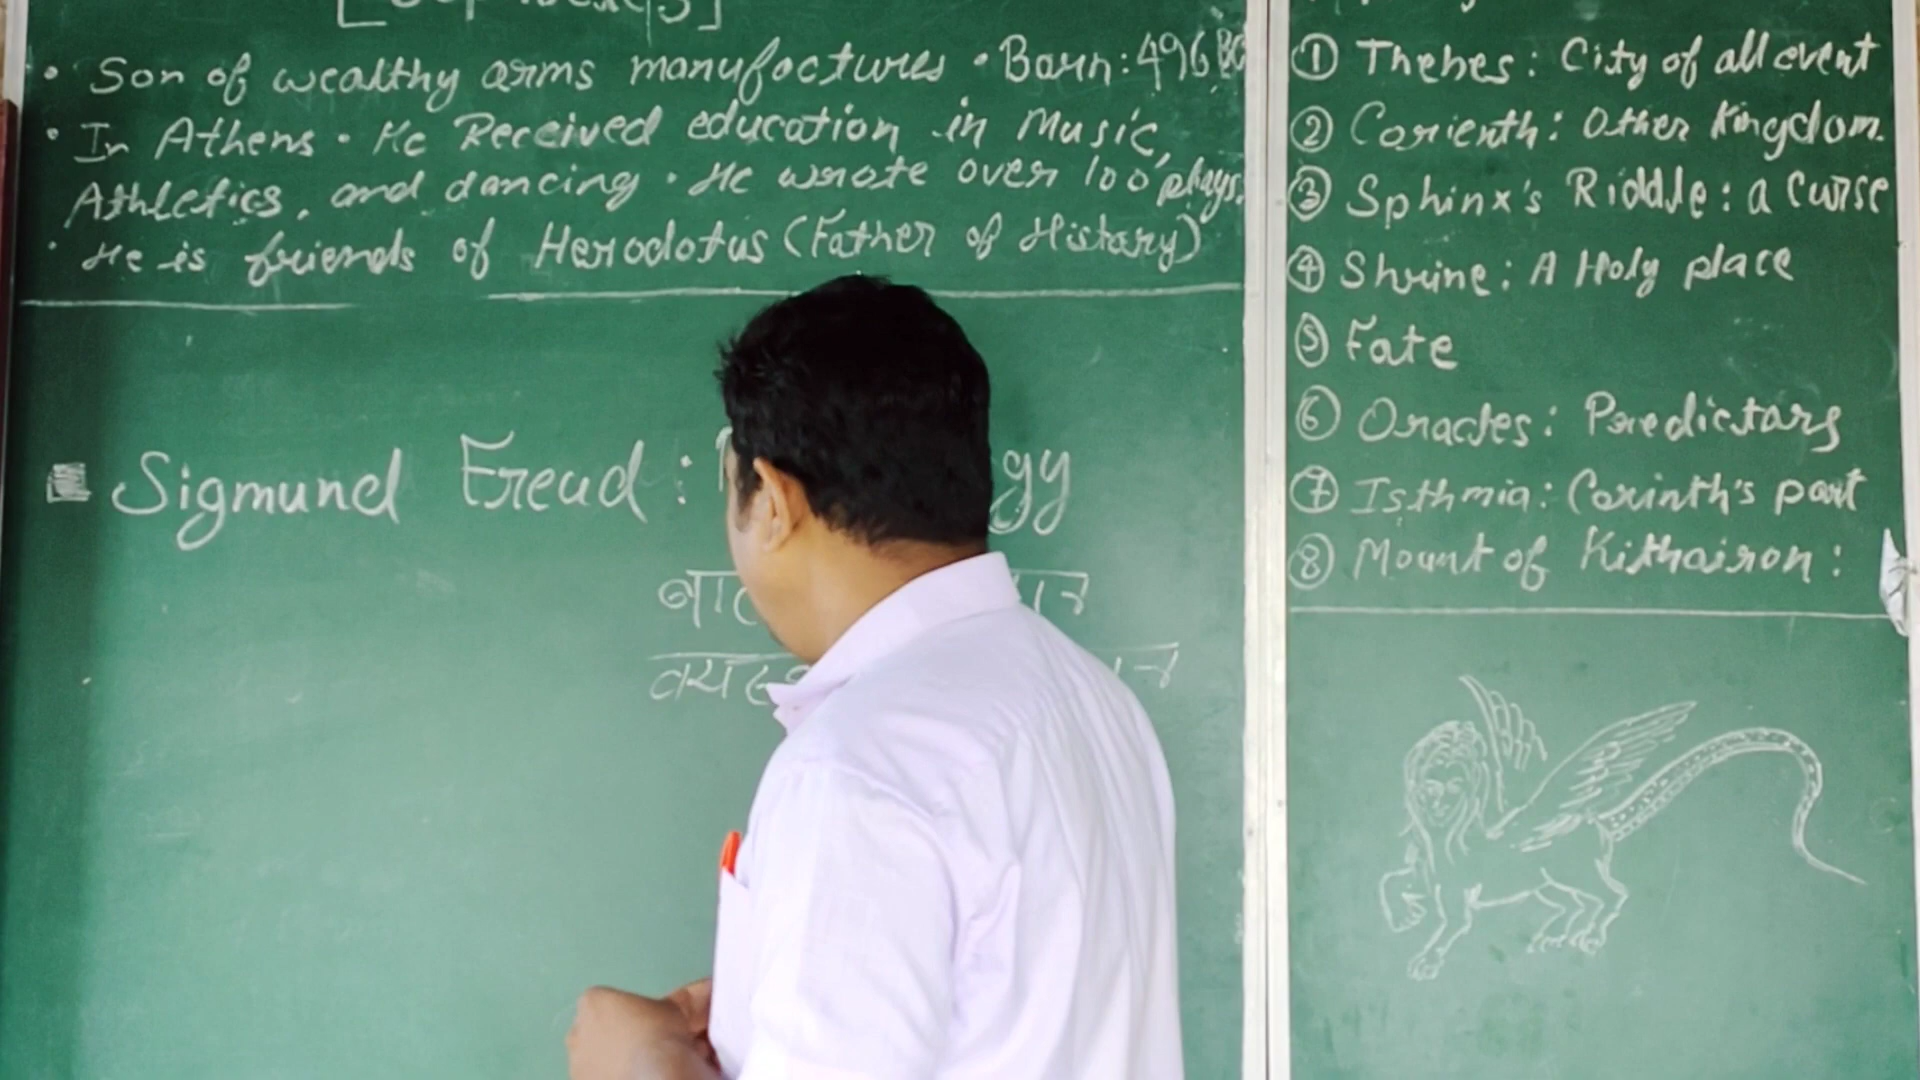 [Sophocles]
• Son of wealthy arms manufactures • Born: 496 BC
• In Athens • He Received education in Music,
Athletics, and dancing • He wrote over 100 plays.
• He is friends of Herodotus (Father of History)
Sigmund Freud:
① Thebes: City of all event
② Corienth: Other Kingdom.
③ Sphinx's Riddle: a curse
④ Shrine: A Holy place
⑤ Fate
⑥ Oracles: Predictars
⑦ Isthmia: Corinth's part
⑧ Mount of Kithairon: